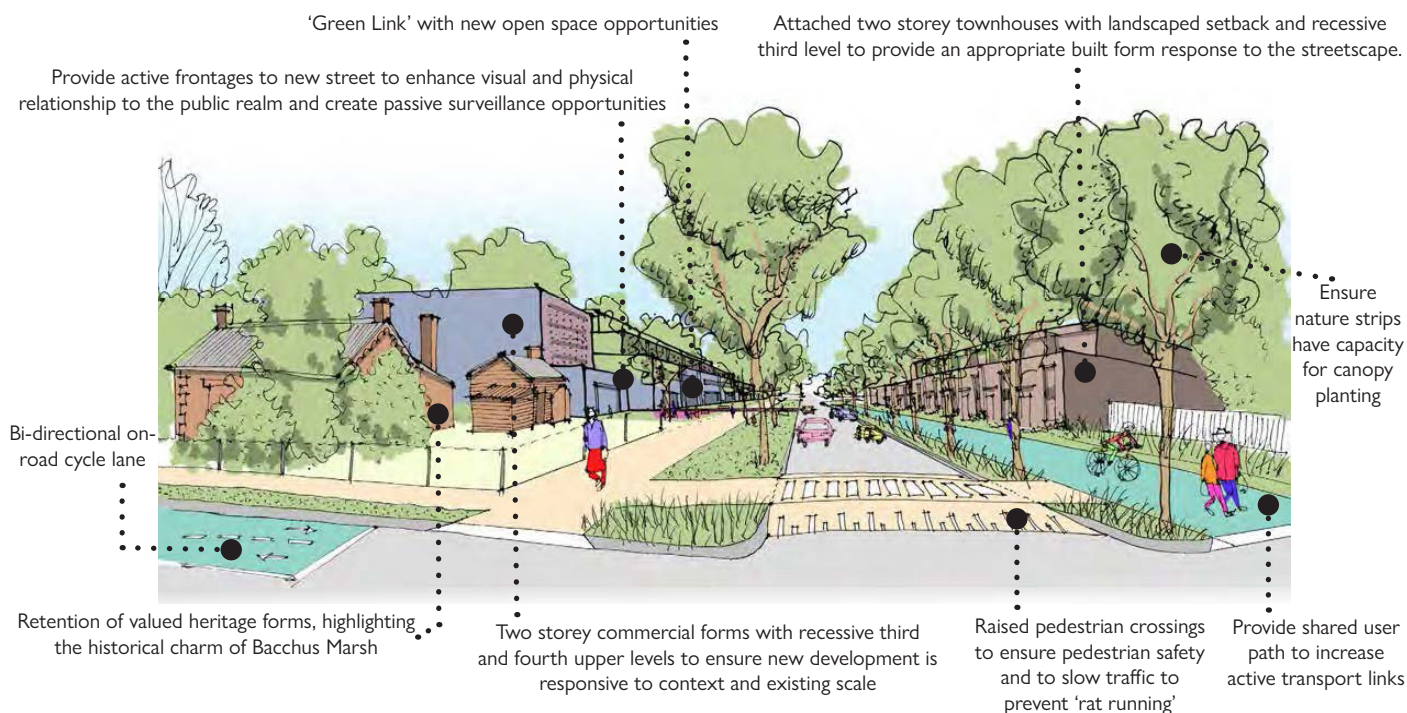 ‘Green Link’ with new open space opportunities
Attached two storey townhouses with landscaped setback and recessive
third level to provide an appropriate built form response to the streetscape.
Provide active frontages to new street to enhance visual and physical
relationship to the public realm and create passive surveillance opportunities
Ensure
nature strips
have capacity
for canopy
planting
Bi-directional on-
road cycle lane
Retention of valued heritage forms, highlighting
the historical charm of Bacchus Marsh
Two storey commercial forms with recessive third
and fourth upper levels to ensure new development is
responsive to context and existing scale
Raised pedestrian crossings
to ensure pedestrian safety
and to slow traffic to
prevent ‘rat running’
Provide shared user
path to increase
active transport links